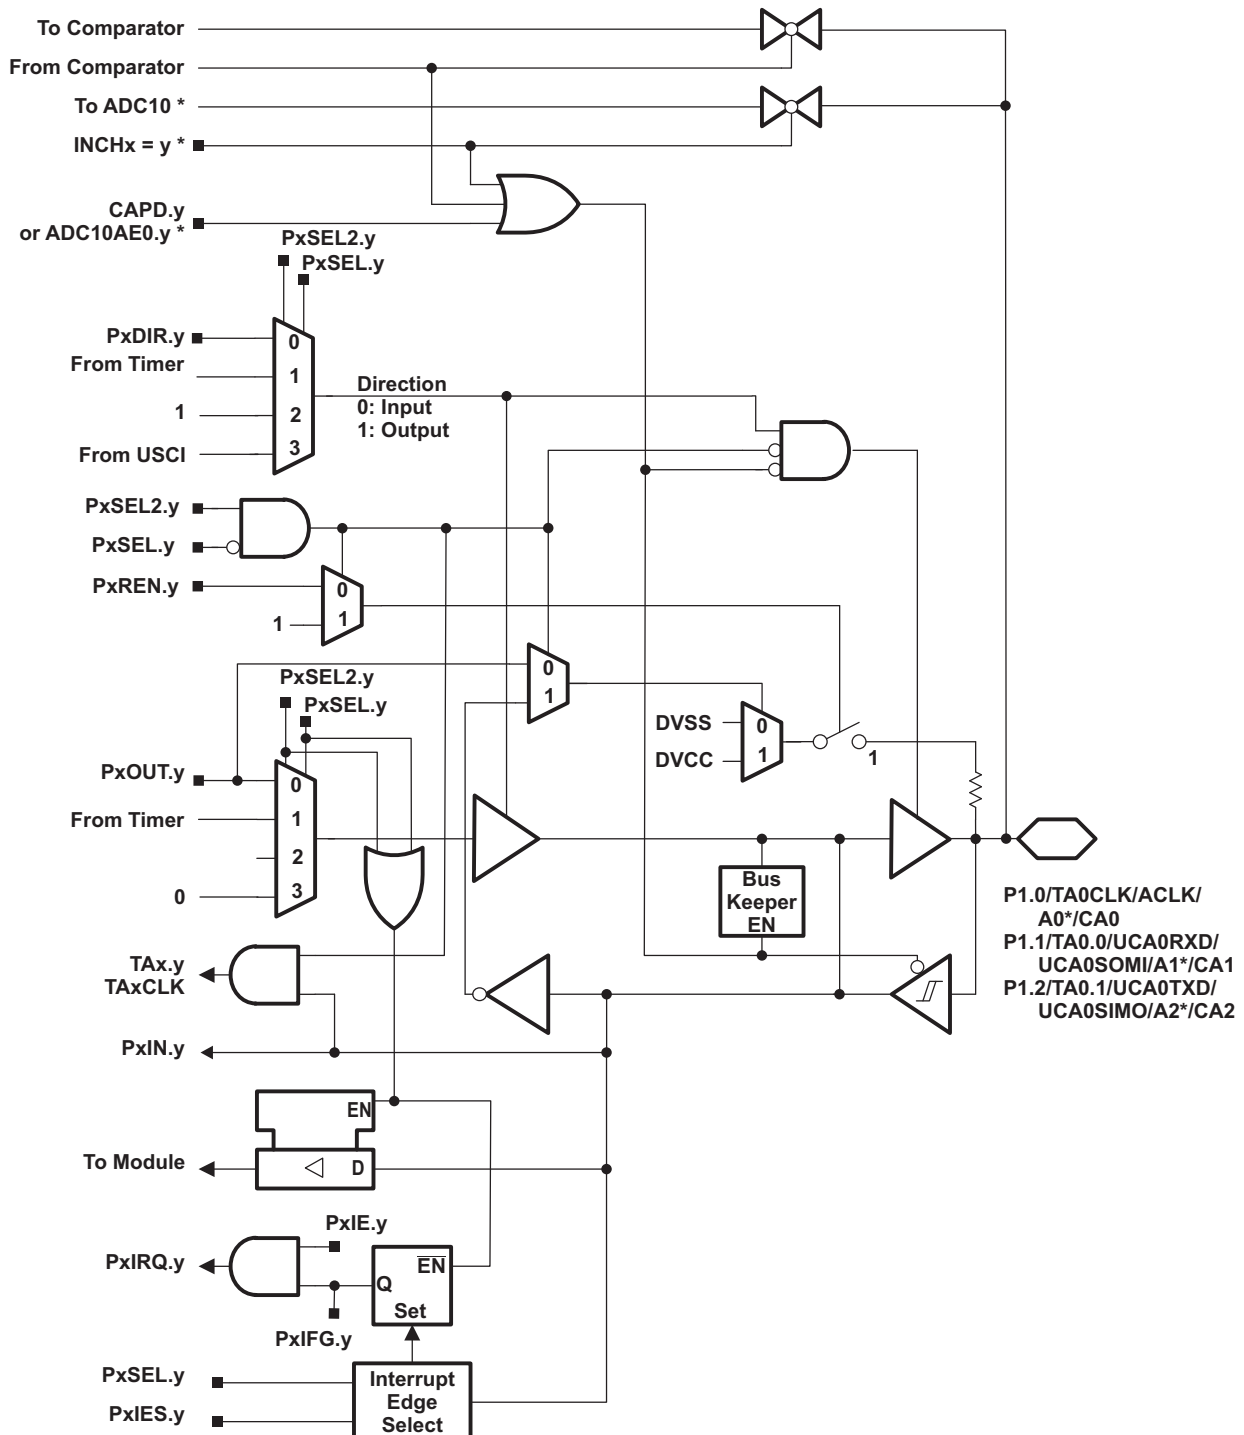 To Comparator
From Comparator
To ADC10 *
INCHx = y *
CAPD.y
or ADC10AE0.y *
PxSEL2.y
PxSEL.y
PxDIR.y
0
From Timer
1
1
2
From USCI
3
Direction
0: Input
1: Output
PxSEL2.y
PxSEL.y
PxREN.y
0
1
1
0
1
PxSEL2.y
PxSEL.y
DVSS
0
DVCC
1
1
PxOUT.y
0
From Timer
1
2
0
3
Bus
Keeper
EN
P1.0/TA0CLK/ACLK/
A0*/CA0
P1.1/TA0.0/UCA0RXD/
UCA0SOMI/A1*/CA1
P1.2/TA0.1/UCA0TXD/
UCA0SIMO/A2*/CA2
TAx.y
TAxCLK
PxIN.y
EN
To Module
D
PxIE.y
PxIRQ.y
EN
Q
Set
PxIFG.y
PxSEL.y
PxIES.y
Interrupt
Edge
Select